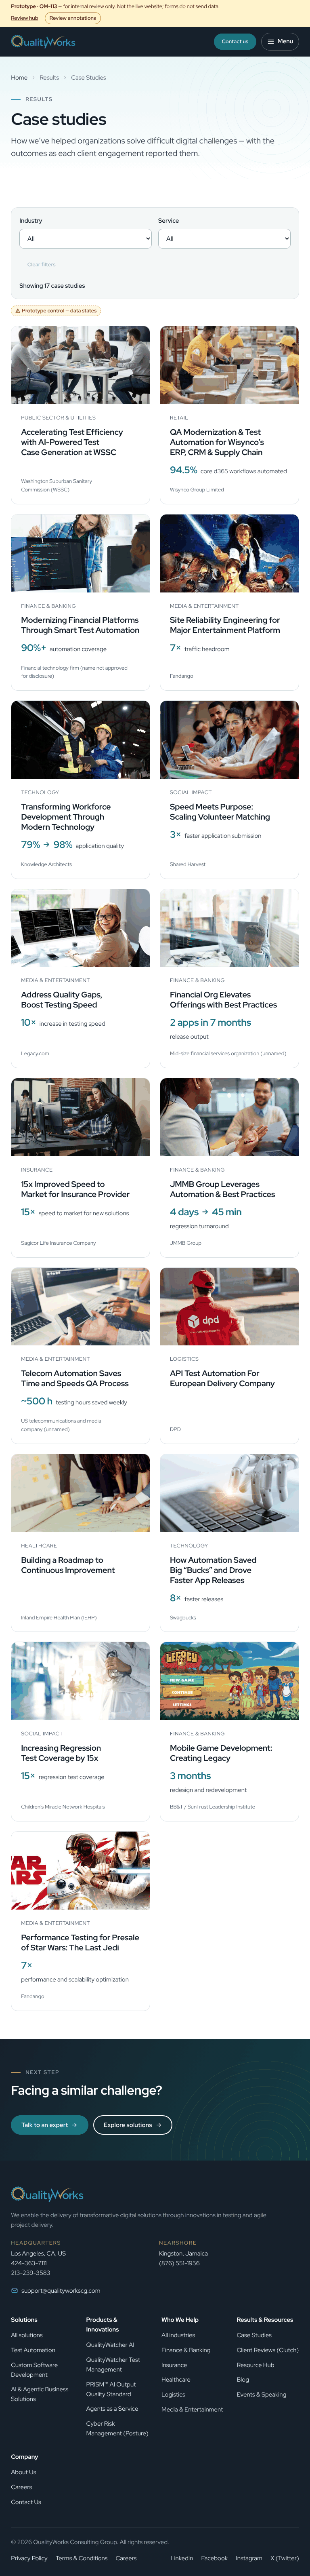 Prototype · QM-113 — for internal review only. Not the live website; forms do not send data.
Review hub
Review annotations
QualityWorks
Contact us
Menu
Home > Results > Case Studies
RESULTS
Case studies
How we've helped organizations solve difficult digital challenges — with the
outcomes as each client engagement reported them.
Industry
Service
All
All
Clear filters
Showing 17 case studies
⚠ Prototype control — data states
PUBLIC SECTOR & UTILITIES
Accelerating Test Efficiency
with AI-Powered Test
Case Generation at WSSC
Washington Suburban Sanitary
Commission (WSSC)
RETAIL
QA Modernization & Test
Automation for Wisynco's
ERP, CRM & Supply Chain
94.5% core d365 workflows automated
Wisynco Group Limited
FINANCE & BANKING
Modernizing Financial Platforms
Through Smart Test Automation
90%+ automation coverage
Financial technology firm (name not approved
for disclosure)
MEDIA & ENTERTAINMENT
Site Reliability Engineering for
Major Entertainment Platform
7× traffic headroom
Fandango
TECHNOLOGY
Transforming Workforce
Development Through
Modern Technology
79% → 98% application quality
Knowledge Architects
SOCIAL IMPACT
Speed Meets Purpose:
Scaling Volunteer Matching
3× faster application submission
Shared Harvest
MEDIA & ENTERTAINMENT
Address Quality Gaps,
Boost Testing Speed
10× increase in testing speed
Legacy.com
FINANCE & BANKING
Financial Org Elevates
Offerings with Best Practices
2 apps in 7 months
release output
Mid-size financial services organization (unnamed)
INSURANCE
15x Improved Speed to
Market for Insurance Provider
15× speed to market for new solutions
Sagicor Life Insurance Company
FINANCE & BANKING
JMMB Group Leverages
Automation & Best Practices
4 days → 45 min
regression turnaround
JMMB Group
MEDIA & ENTERTAINMENT
Telecom Automation Saves
Time and Speeds QA Process
~500 h testing hours saved weekly
US telecommunications and media
company (unnamed)
dpd
LOGISTICS
API Test Automation For
European Delivery Company
DPD
HEALTHCARE
Building a Roadmap to
Continuous Improvement
Inland Empire Health Plan (IEHP)
TECHNOLOGY
How Automation Saved
Big "Bucks" and Drove
Faster App Releases
8× faster releases
Swagbucks
SOCIAL IMPACT
Increasing Regression
Test Coverage by 15x
15× regression test coverage
Children's Miracle Network Hospitals
LEGACY
NEW GAME
CONTINUE
SETTINGS
FINANCE & BANKING
Mobile Game Development:
Creating Legacy
3 months
redesign and redevelopment
BB&T / SunTrust Leadership Institute
STAR WARS
MEDIA & ENTERTAINMENT
Performance Testing for Presale
of Star Wars: The Last Jedi
7×
performance and scalability optimization
Fandango
NEXT STEP
Facing a similar challenge?
Talk to an expert →
Explore solutions →
QualityWorks
We enable the delivery of transformative digital solutions through innovations in testing and agile
project delivery.
HEADQUARTERS
Los Angeles, CA, US
424-363-7111
213-239-3583
NEARSHORE
Kingston, Jamaica
(876) 551-1956
support@qualityworkscg.com
Solutions
All solutions
Test Automation
Custom Software
Development
AI & Agentic Business
Solutions
Products &
Innovations
QualityWatcher AI
QualityWatcher Test
Management
PRISM™ AI Output
Quality Standard
Agents as a Service
Cyber Risk
Management (Posture)
Who We Help
All industries
Finance & Banking
Insurance
Healthcare
Logistics
Media & Entertainment
Results & Resources
Case Studies
Client Reviews (Clutch)
Resource Hub
Blog
Events & Speaking
Company
About Us
Careers
Contact Us
© 2026 QualityWorks Consulting Group. All rights reserved.
Privacy Policy
Terms & Conditions
Careers
LinkedIn
Facebook
Instagram
X (Twitter)